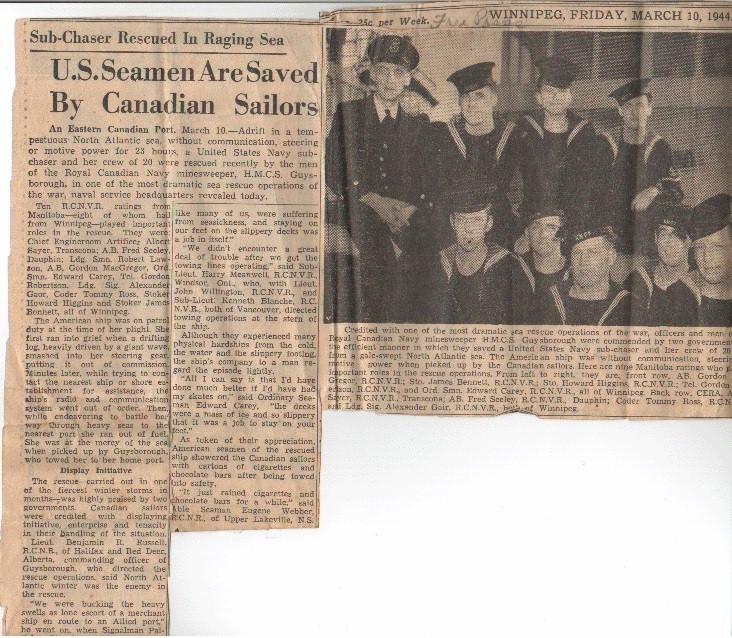 25c per Week. Free Press
WINNIPEG, FRIDAY, MARCH 10, 1944.
Sub-Chaser Rescued In Raging Sea
U.S. Seamen Are Saved
By Canadian Sailors
An Eastern Canadian Port, March 10.—Adrift in a tem-
pestuous North Atlantic sea, without communication, steering
or motive power for 23 hours, a United States Navy sub-
chaser and her crew of 20 were rescued recently by the men
of the Royal Canadian Navy minesweeper, H.M.C.S. Guys-
borough, in one of the most dramatic sea rescue operations of
the war, naval service headquarters revealed today.
Ten R.C.N.V.R. ratings from
Manitoba—eight of whom hail
from Winnipeg—played important
roles in the rescue. They were:
Chief Engineroom Artificer Albert
Sayer, Transcona; A.B. Fred Seeley,
Dauphin; Ldg. Smn. Robert Law-
son, A.B. Gordon MacGregor, Ord.
Smn. Edward Carey, Tel. Gordon
Robertson, Ldg. Sig. Alexander
Gair, Coder Tommy Ross, Stoker
Howard Higgins and Stoker James
Bennett, all of Winnipeg.
The American ship was on patrol
duty at the time of her plight. She
first ran into grief when a drifting
log, heavily driven by a giant wave,
smashed into her steering gear,
putting it out of commission.
Minutes later, while trying to con-
tact the nearest ship or shore es-
tablishment for assistance, the
ship's radio and communication
system went out of order. Then,
while endeavoring to battle her
way through heavy seas to the
nearest port she ran out of fuel.
She was at the mercy of the sea
when picked up by Guysborough,
who towed her to her home port.
Display Initiative
The rescue—carried out in one
of the fiercest winter storms in
months—was highly praised by two
governments. Canadian sailors
were credited with displaying
initiative, enterprise and tenacity
in their handling of the situation.
Lieut. Benjamin R. Russell,
R.C.N.R., of Halifax and Red Deer,
Alberta, commanding officer of
Guysborough, who directed the
rescue operations, said North At-
lantic winter was the enemy in
the rescue.
"We were bucking the heavy
swells as lone escort of a merchant
ship en route to an Allied port,"
he went on, when Signalman Pal-
like many of us, were suffering
from seasickness, and staying on
our feet on the slippery decks was
a job in itself."
"We didn't encounter a great
deal of trouble after we got the
towing lines operating," said Sub-
Lieut. Harry Meanwell, R.C.N.V.R.,
Windsor, Ont., who, with Lieut.
John Willington, R.C.N.V.R., and
Sub-Lieut. Kenneth Blanche, R.C.
N.V.R., both of Vancouver, directed
towing operations at the stern of
the ship.
Although they experienced many
physical hardships from the cold,
the water and the slippery footing,
the ship's company to a man re-
gard the episode lightly.
"All I can say is that I'd have
done much better if I'd have had
my skates on," said Ordinary Sea-
man Edward Carey, "the decks
were a mass of ice and so slippery
that it was a job to stay on your
feet."
As token of their appreciation,
American seamen of the rescued
ship showered the Canadian sailors
with cartons of cigarettes and
chocolate bars after being towed
into safety.
"It just rained cigarettes and
chocolate bars for a while," said
Able Seaman Eugene Webber,
R.C.N.R., of Upper Lakeville, N.S.
Credited with one of the most dramatic sea rescue operations of the war, officers and men
Royal Canadian Navy minesweeper H.M.C.S. Guysborough were commended by two government
the efficient manner in which they saved a United States Navy sub-chaser and her crew of 20
from a gale-swept North Atlantic sea. The American ship was without communication, steering
motive power when picked up by the Canadian sailors. Here are nine Manitoba ratings who
important roles in the rescue operations. From left to right, they are, front row, AB. Gordon
Gregor, R.C.N.V.R.; Sto. James Bennett, R.C.N.V.R.; Sto. Howard Higgins, R.C.N.V.R.; Tel. Gordon
R.C.N.V.R., and Ord. Smn. Edward Carey, R.C.N.V.R., all of Winnipeg. Back row, CERA. A
Sayer, R.C.N.V.R., Transcona; AB. Fred Seeley, R.C.N.V.R., Dauphin; Coder Tommy Ross, R.C.N
Ldg. Sig. Alexander Gair, R.C.N.V.R., both of Winnipeg.